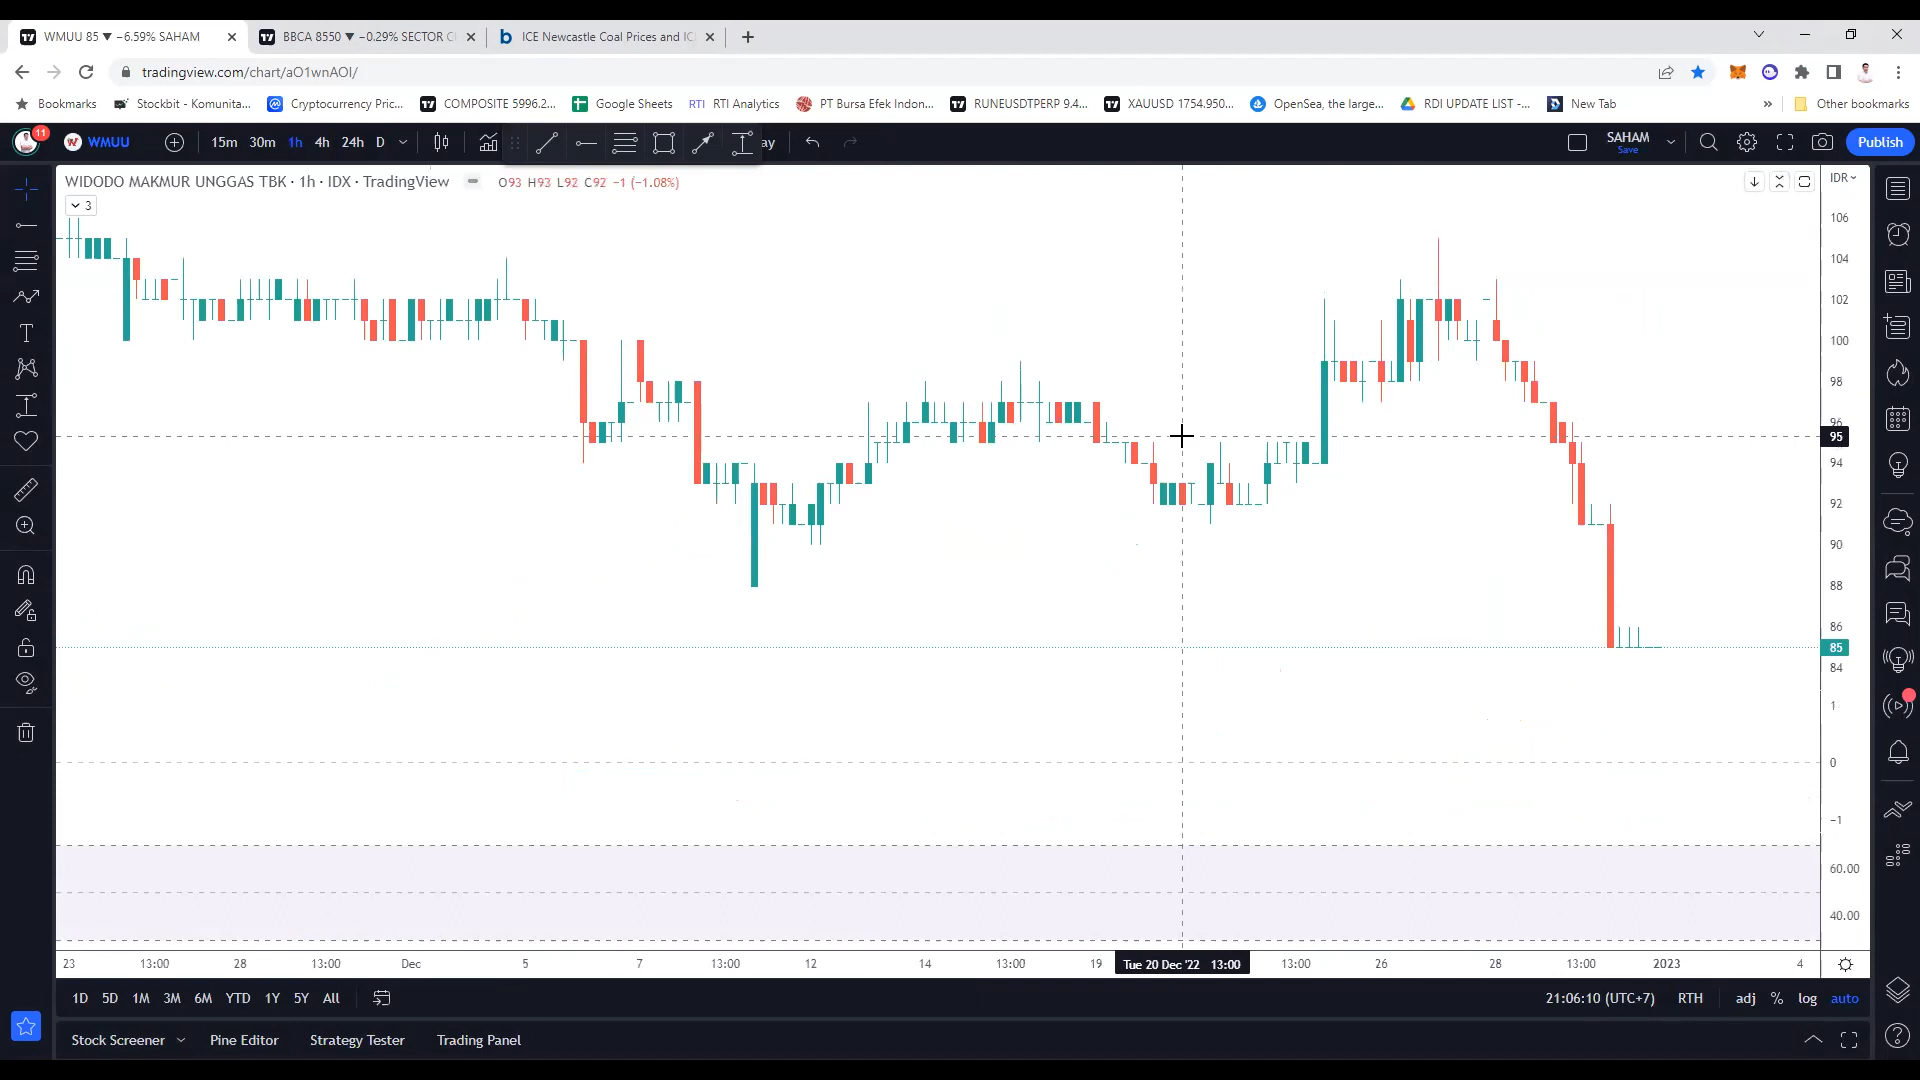 WMUU 85 ▼ −6.59% SAHAM
BBCA 8550 ▼ −0.29% SECTOR C
ICE Newcastle Coal Prices and IC
tradingview.com/chart/aO1wnAOI/
Bookmarks
Stockbit - Komunita...
Cryptocurrency Pric...
COMPOSITE 5996.2...
Google Sheets
RTI Analytics
PT Bursa Efek Indon...
RUNEUSDTPERP 9.4...
XAUUSD 1754.950...
OpenSea, the large...
RDI UPDATE LIST -...
New Tab
Other bookmarks
11
WMUU
15m 30m 1h 4h 24h D
ay
SAHAM
Save
Publish
WIDODO MAKMUR UNGGAS TBK · 1h · IDX · TradingView
O93 H93 L92 C92 −1 (−1.08%)
3
IDR
106
104
102
100
98
96
95
94
92
90
88
86
85
84
1
0
−1
60.00
40.00
23 13:00 28 13:00 Dec 5 7 13:00 12 14 13:00 19 Tue 20 Dec '22 13:00 13:00 26 28 13:00 2023 4
1D 5D 1M 3M 6M YTD 1Y 5Y All
21:06:10 (UTC+7) RTH adj % log auto
Stock Screener Pine Editor Strategy Tester Trading Panel